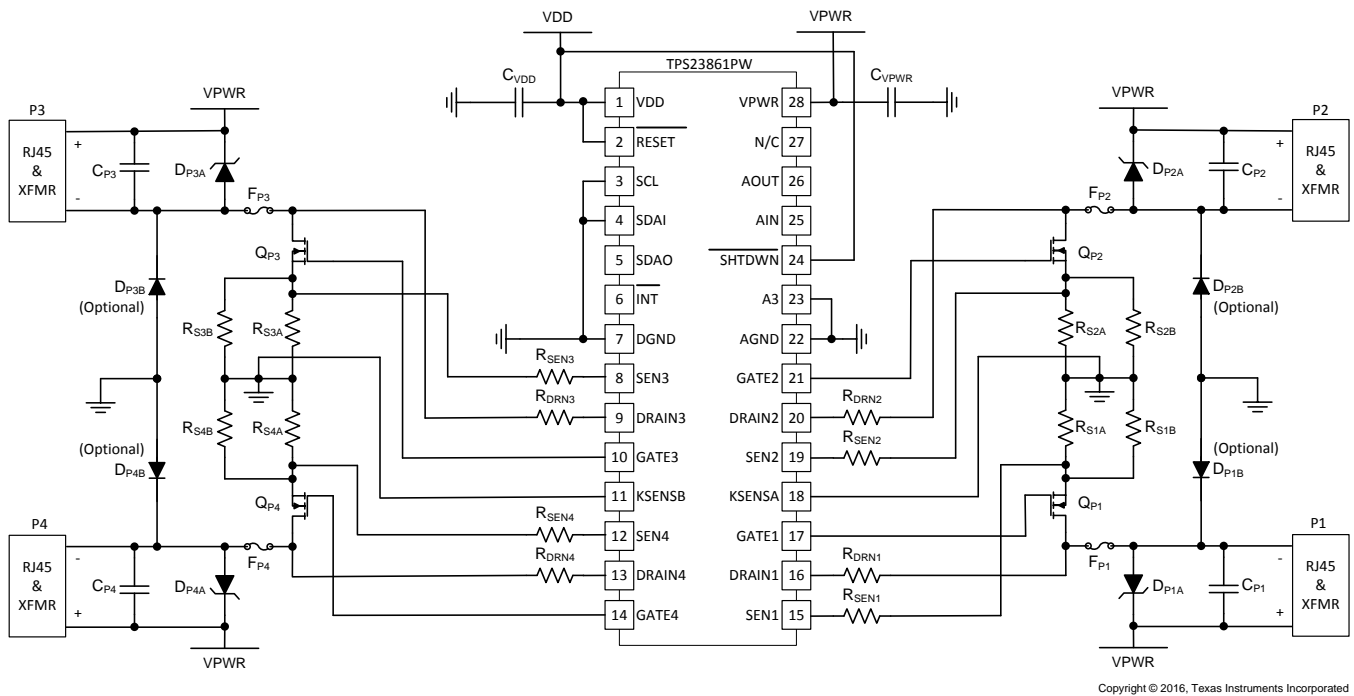 VDD
VPWR
TPS23861PW
CVDD
CVPWR
1 VDD
VPWR 28
2 RESET
N/C 27
3 SCL
AOUT 26
4 SDAI
AIN 25
5 SDAO
SHTDWN 24
6 INT
A3 23
7 DGND
AGND 22
8 SEN3
GATE2 21
9 DRAIN3
DRAIN2 20
10 GATE3
SEN2 19
11 KSENSB
KSENSA 18
12 SEN4
GATE1 17
13 DRAIN4
DRAIN1 16
14 GATE4
SEN1 15
P3
VPWR
RJ45
&
XFMR
+
-
CP3
DP3A
FP3
QP3
DP3B
(Optional)
RS3B
RS3A
RSEN3
RDRN3
RS4B
RS4A
(Optional)
DP4B
QP4
RSEN4
RDRN4
P4
RJ45
&
XFMR
-
+
CP4
DP4A
FP4
VPWR
VPWR
P2
RJ45
&
XFMR
+
-
DP2A
CP2
FP2
QP2
DP2B
(Optional)
RS2A
RS2B
RDRN2
RSEN2
RS1A
RS1B
(Optional)
DP1B
QP1
RDRN1
RSEN1
P1
RJ45
&
XFMR
-
+
FP1
DP1A
CP1
VPWR
Copyright © 2016, Texas Instruments Incorporated